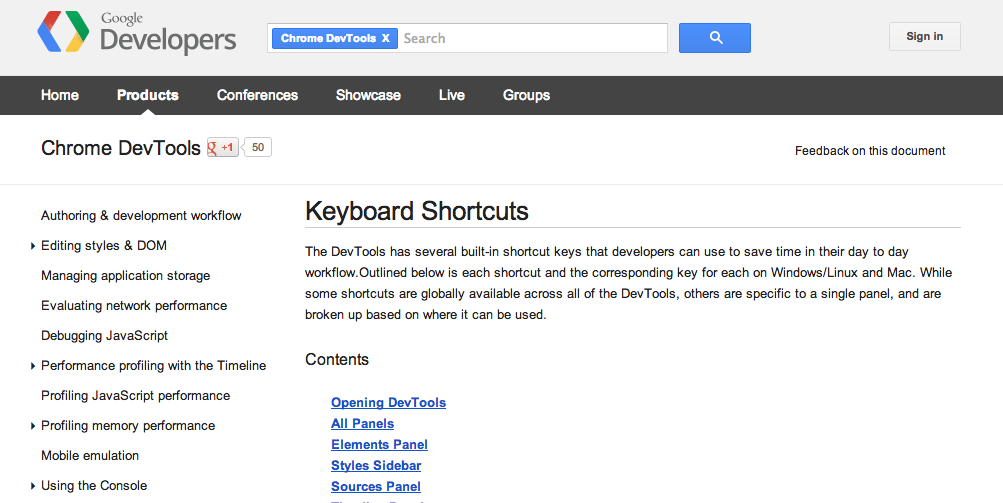 Google
Developers
Chrome DevTools X Search
Sign in
Home Products Conferences Showcase Live Groups
Chrome DevTools g +1 50
Feedback on this document
Authoring & development workflow
Editing styles & DOM
Managing application storage
Evaluating network performance
Debugging JavaScript
Performance profiling with the Timeline
Profiling JavaScript performance
Profiling memory performance
Mobile emulation
Using the Console
Keyboard Shortcuts
The DevTools has several built-in shortcut keys that developers can use to save time in their day to day
workflow.Outlined below is each shortcut and the corresponding key for each on Windows/Linux and Mac. While
some shortcuts are globally available across all of the DevTools, others are specific to a single panel, and are
broken up based on where it can be used.
Contents
Opening DevTools
All Panels
Elements Panel
Styles Sidebar
Sources Panel